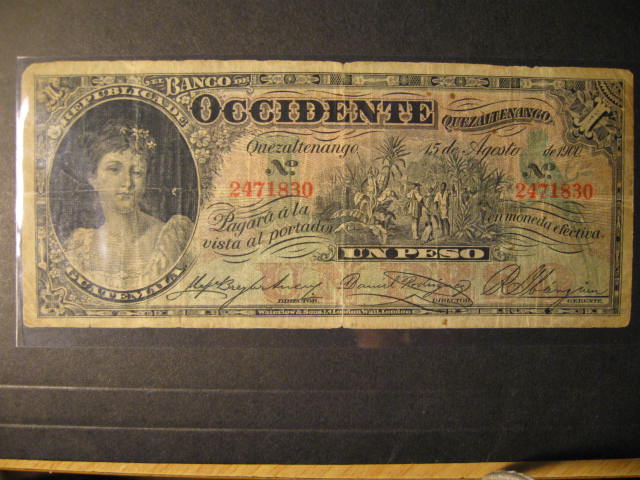 EL BANCO DE
OCCIDENTE
QUEZALTENANGO
REPUBLICA DE
GUATEMALA
1
1
Quezaltenango 15 de Agosto de 1900
Nº
2471830
Nº
2471830
Pagará á la
vista al portador
en moneda efectiva
UN PESO
DIRECTOR
DIRECTOR
GERENTE
Waterlow & Sons Ld London Wall, London